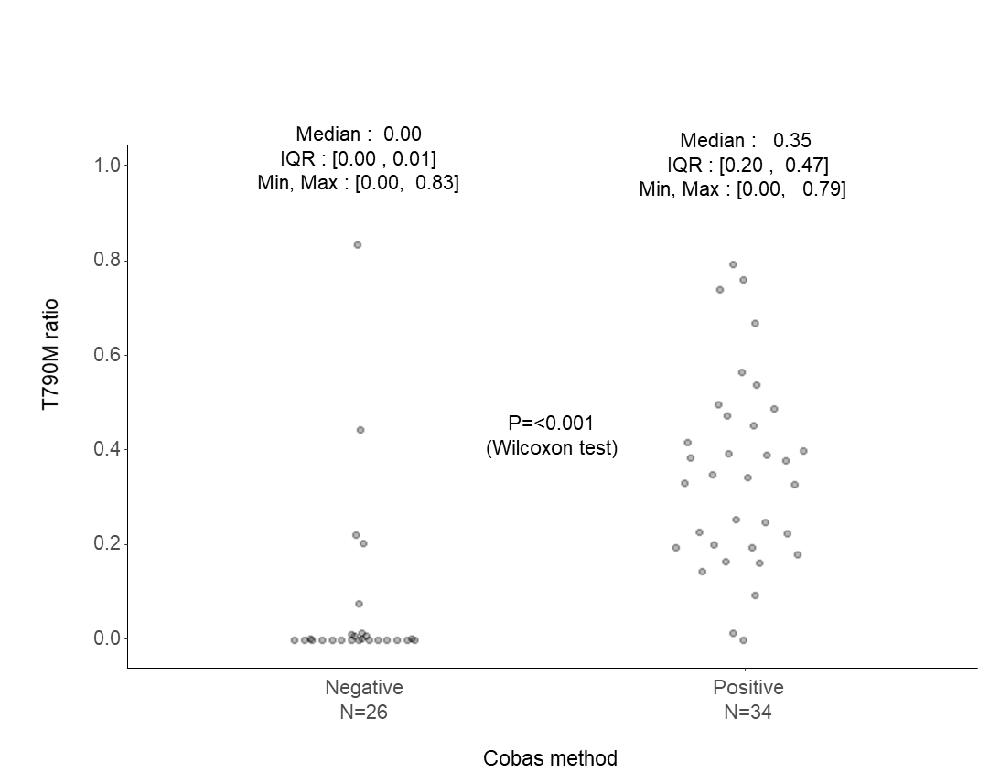 Median : 0.00
IQR : [0.00 , 0.01]
Min, Max : [0.00, 0.83]
Median : 0.35
IQR : [0.20 , 0.47]
Min, Max : [0.00, 0.79]
1.0
0.8
0.6
0.4
0.2
0.0
T790M ratio
P=<0.001
(Wilcoxon test)
Negative
N=26
Positive
N=34
Cobas method